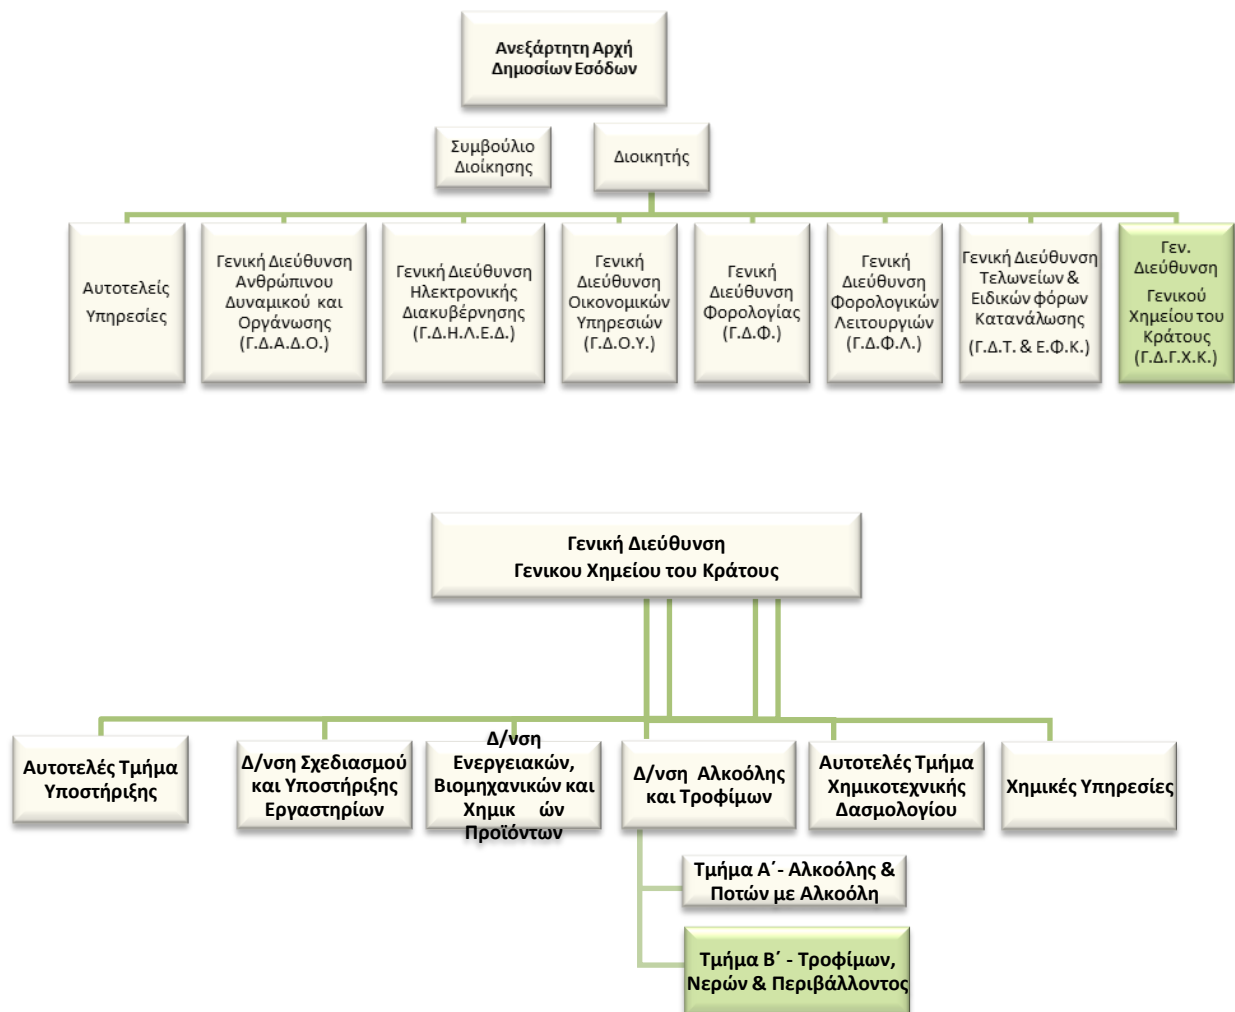 Ανεξάρτητη Αρχή
Δημοσίων Εσόδων
Συμβούλιο
Διοίκησης
Διοικητής
Αυτοτελείς
Υπηρεσίες
Γενική Διεύθυνση
Ανθρώπινου
Δυναμικού και
Οργάνωσης
(Γ.Δ.Α.Δ.Ο.)
Γενική Διεύθυνση
Ηλεκτρονικής
Διακυβέρνησης
(Γ.Δ.Η.Λ.Ε.Δ.)
Γενική
Διεύθυνση
Οικονομικών
Υπηρεσιών
(Γ.Δ.Ο.Υ.)
Γενική
Διεύθυνση
Φορολογίας
(Γ.Δ.Φ.)
Γενική
Διεύθυνση
Φορολογικών
Λειτουργιών
(Γ.Δ.Φ.Λ.)
Γενική Διεύθυνση
Τελωνείων &
Ειδικών φόρων
Κατανάλωσης
(Γ.Δ.Τ. & Ε.Φ.Κ.)
Γεν.
Διεύθυνση
Γενικού
Χημείου του
Κράτους
(Γ.Δ.Γ.Χ.Κ.)
Γενική Διεύθυνση
Γενικου Χημείου του Κράτους
Αυτοτελές Τμήμα
Υποστήριξης
Δ/νση Σχεδιασμού
και Υποστήριξης
Εργαστηρίων
Δ/νση
Ενεργειακών,
Βιομηχανικών και
Χημικ ών
Προϊόντων
Δ/νση Αλκοόλης
και Τροφίμων
Αυτοτελές Τμήμα
Χημικοτεχνικής
Δασμολογίου
Χημικές Υπηρεσίες
Τμήμα Α΄- Αλκοόλης &
Ποτών με Αλκοόλη
Τμήμα Β΄ - Τροφίμων,
Νερών & Περιβάλλοντος